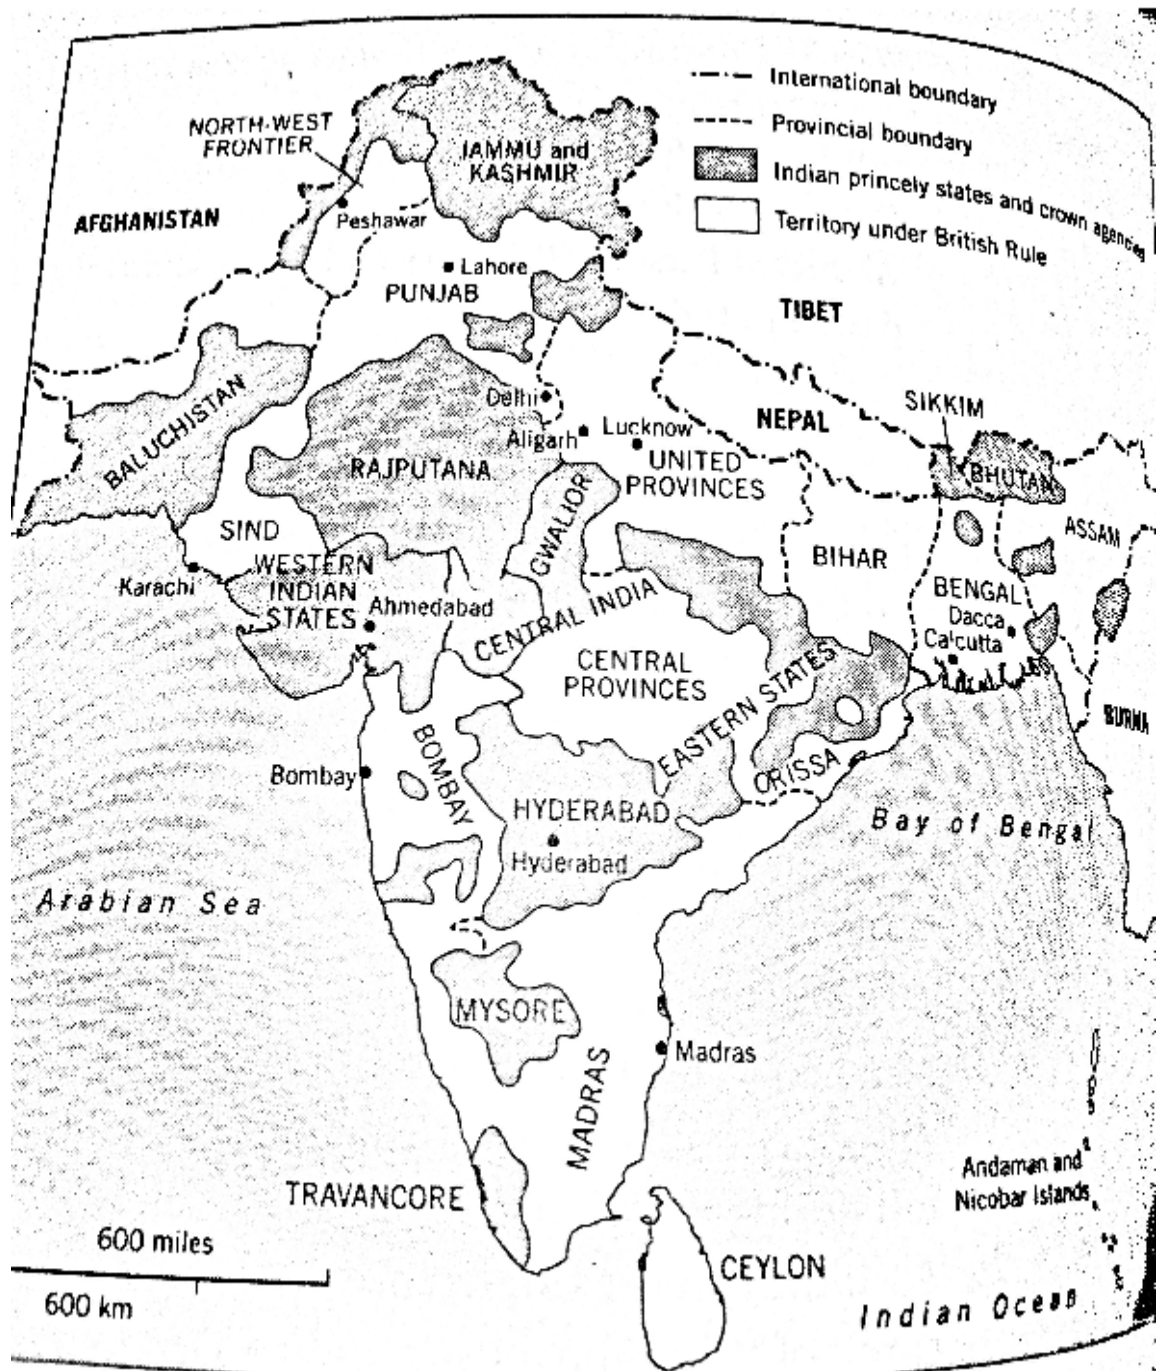 International boundary
Provincial boundary
Indian princely states and crown agencies
Territory under British Rule
NORTH-WEST
FRONTIER
JAMMU and
KASHMIR
AFGHANISTAN
Peshawar
Lahore
PUNJAB
TIBET
BALUCHISTAN
Delhi
Aligarh
Lucknow
NEPAL
SIKKIM
BHUTAN
RAJPUTANA
UNITED
PROVINCES
GWALIOR
SIND
ASSAM
BIHAR
Karachi
WESTERN
INDIAN
STATES
Ahmedabad
CENTRAL INDIA
BENGAL
Dacca
Calcutta
CENTRAL
PROVINCES
EASTERN STATES
BURMA
Bombay
BOMBAY
ORISSA
HYDERABAD
Hyderabad
Bay of Bengal
Arabian Sea
MYSORE
Madras
MADRAS
Andaman and
Nicobar Islands
TRAVANCORE
600 miles
600 km
CEYLON
Indian Ocean